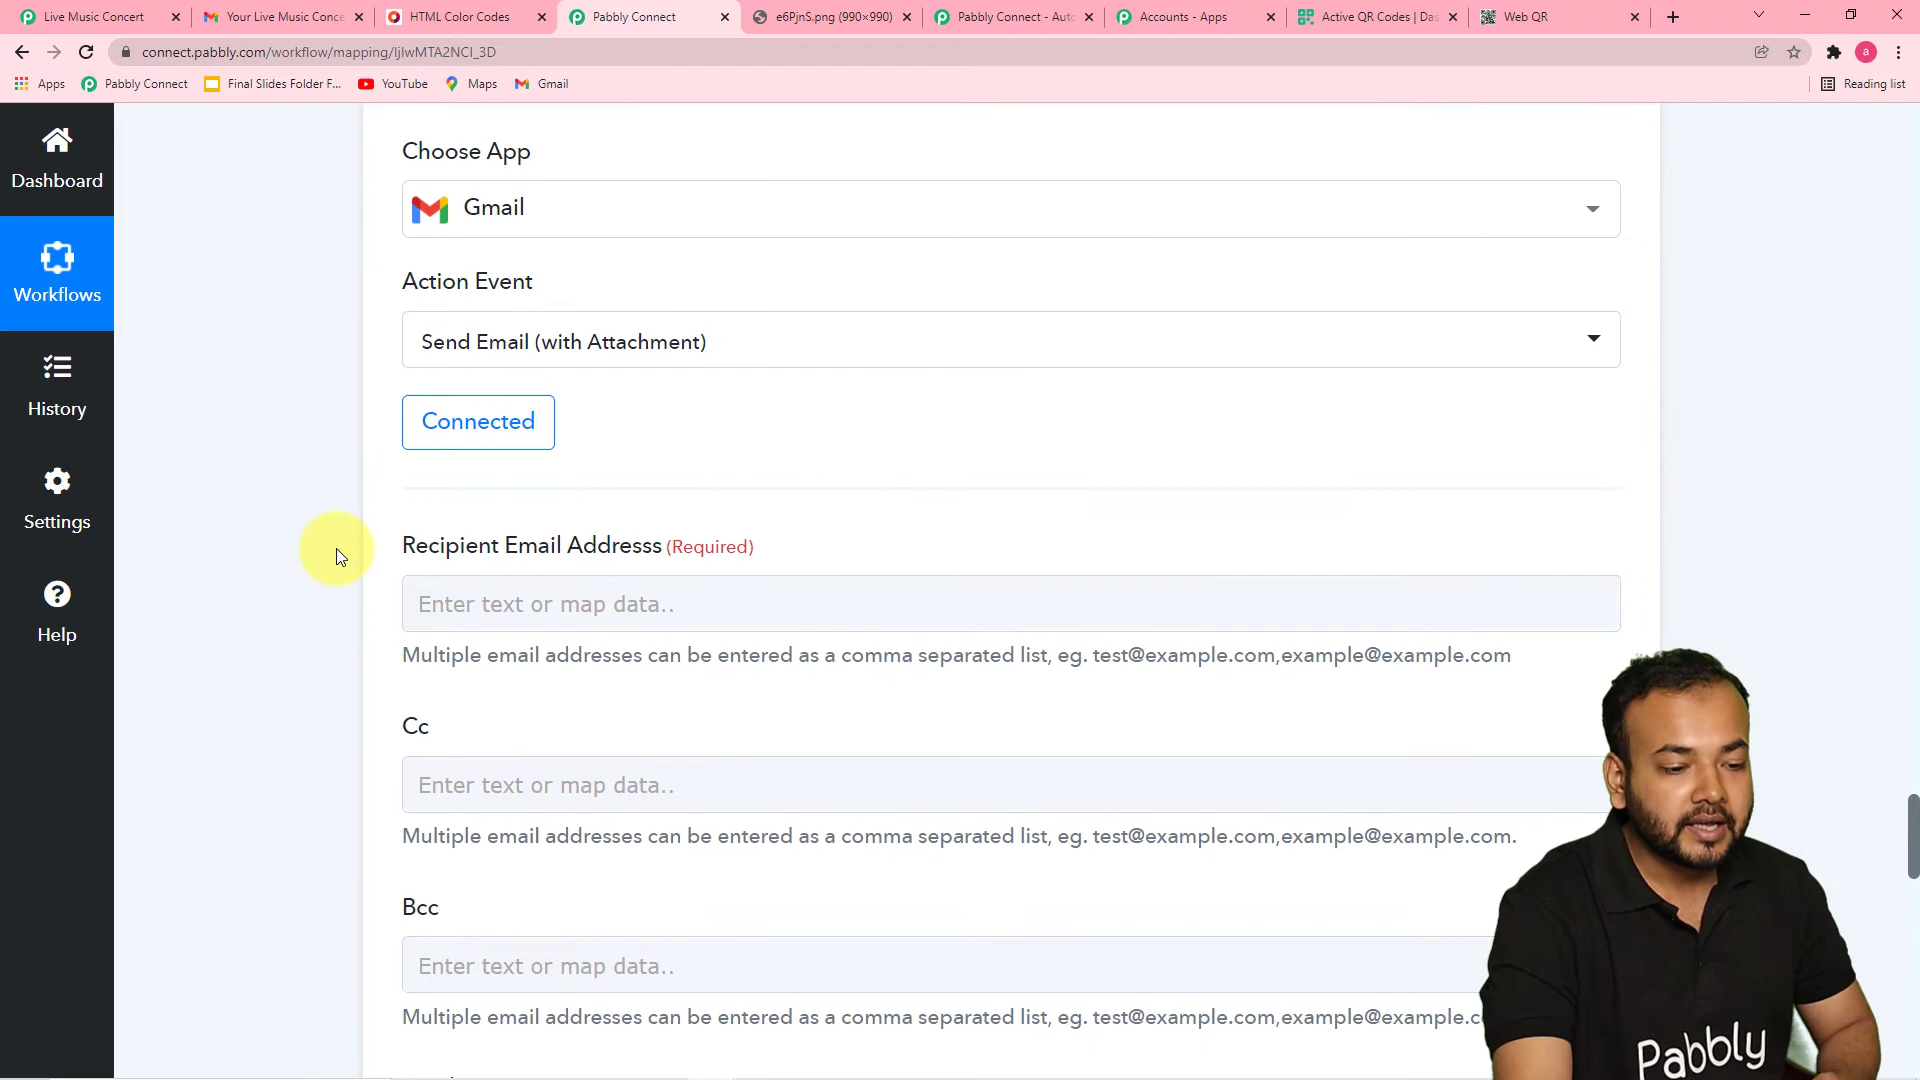 Live Music Concert
Your Live Music Conce
HTML Color Codes
Pabbly Connect
e6PjnS.png (990×990)
Pabbly Connect - Auto
Accounts - Apps
Active QR Codes | Das
Web QR
connect.pabbly.com/workflow/mapping/IjIwMTA2NCI_3D
Apps
Pabbly Connect
Final Slides Folder F...
YouTube
Maps
Gmail
Reading list
Dashboard
Workflows
History
Settings
Help
Choose App
Gmail
Action Event
Send Email (with Attachment)
Connected
Recipient Email Addresss (Required)
Enter text or map data..
Multiple email addresses can be entered as a comma separated list, eg. test@example.com,example@example.com
Cc
Enter text or map data..
Multiple email addresses can be entered as a comma separated list, eg. test@example.com,example@example.com.
Bcc
Enter text or map data..
Multiple email addresses can be entered as a comma separated list, eg. test@example.com,example@example.c
Pabbly